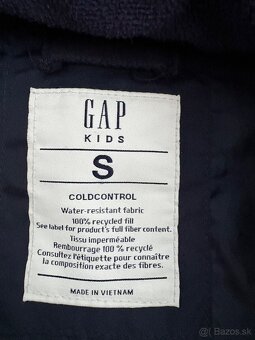 GAP
KIDS
S
COLDCONTROL
Water-resistant fabric
100% recycled fill
See label for product's full fiber content.
Tissu imperméable
Rembourrage 100 % recyclé
Consultez l'étiquette pour connaître
la composition exacte des fibres.
MADE IN VIETNAM
Bazos.sk